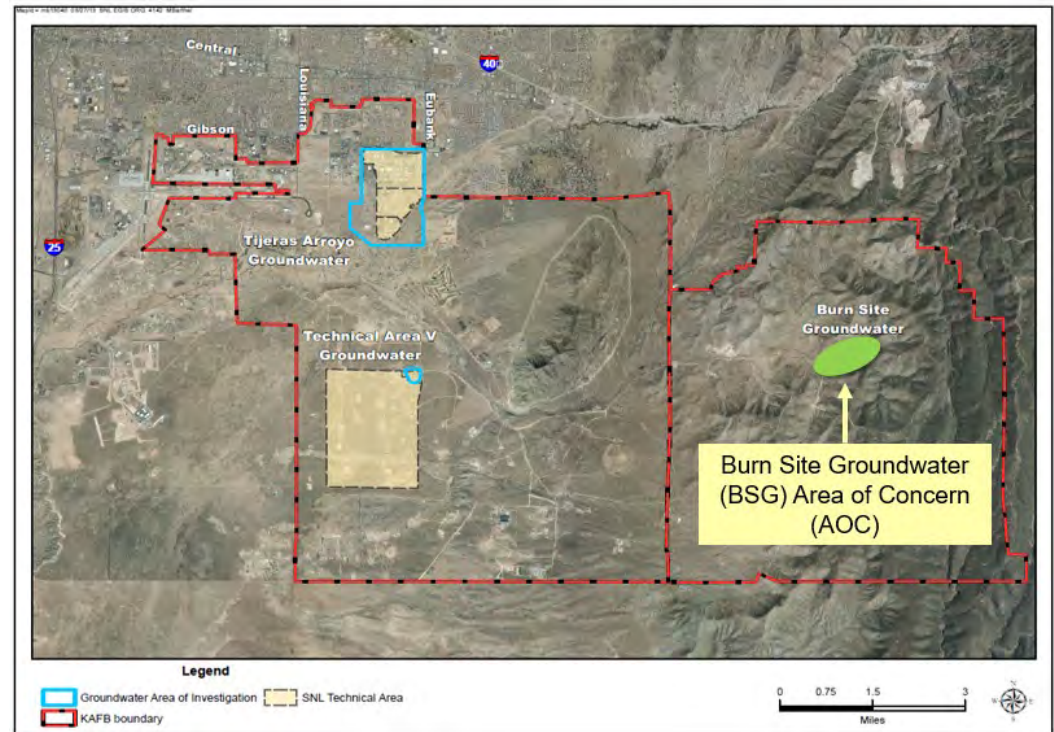 Central
40
Louisiana
Eubank
Gibson
25
Tijeras Arroyo
Groundwater
Burn Site
Groundwater
Technical Area V
Groundwater
Burn Site Groundwater
(BSG) Area of Concern
(AOC)
Legend
Groundwater Area of Investigation
SNL Technical Area
KAFB boundary
0 0.75 1.5 3
Miles
N
W E
S